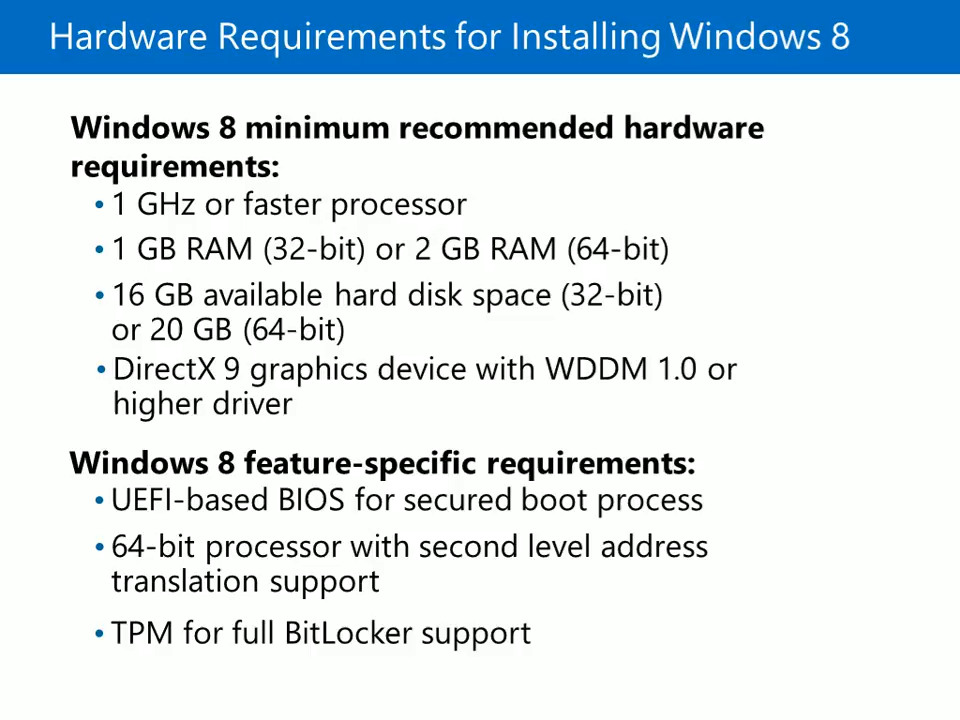 Hardware Requirements for Installing Windows 8
Windows 8 minimum recommended hardware
requirements:
• 1 GHz or faster processor
• 1 GB RAM (32-bit) or 2 GB RAM (64-bit)
• 16 GB available hard disk space (32-bit)
or 20 GB (64-bit)
• DirectX 9 graphics device with WDDM 1.0 or
higher driver
Windows 8 feature-specific requirements:
• UEFI-based BIOS for secured boot process
• 64-bit processor with second level address
translation support
• TPM for full BitLocker support